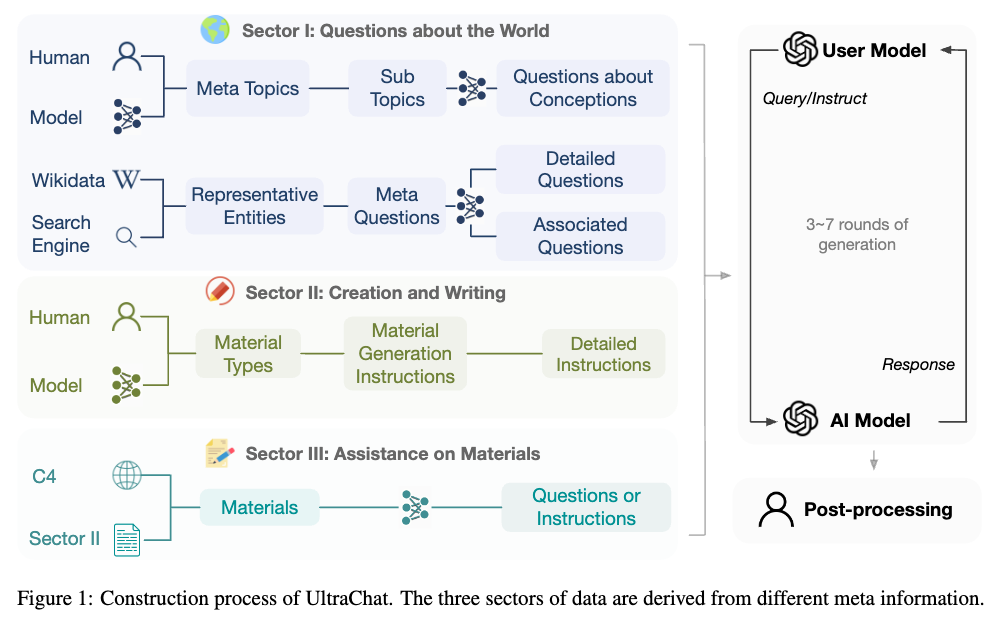 Sector I: Questions about the World
Human
Model
Meta Topics
Sub
Topics
Questions about
Conceptions
Wikidata
W
Search
Engine
Representative
Entities
Meta
Questions
Detailed
Questions
Associated
Questions
Sector II: Creation and Writing
Human
Model
Material
Types
Material
Generation
Instructions
Detailed
Instructions
Sector III: Assistance on Materials
C4
Sector II
Materials
Questions or
Instructions
User Model
Query/Instruct
3~7 rounds of
generation
Response
AI Model
Post-processing
Figure 1: Construction process of UltraChat. The three sectors of data are derived from different meta information.